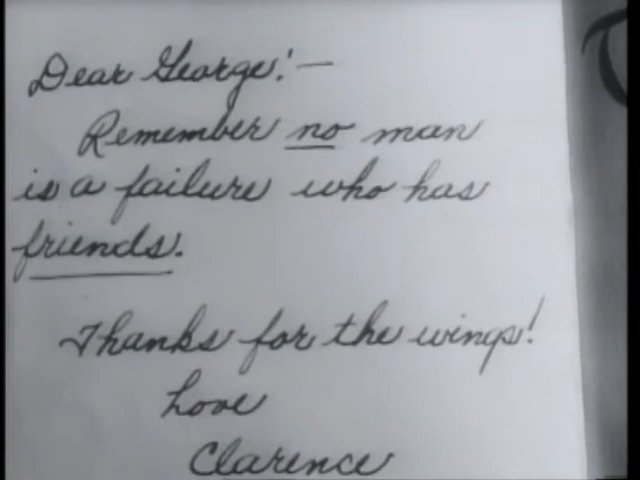 Dear George:—
Remember no man
is a failure who has
friends.
Thanks for the wings!
Love
Clarence